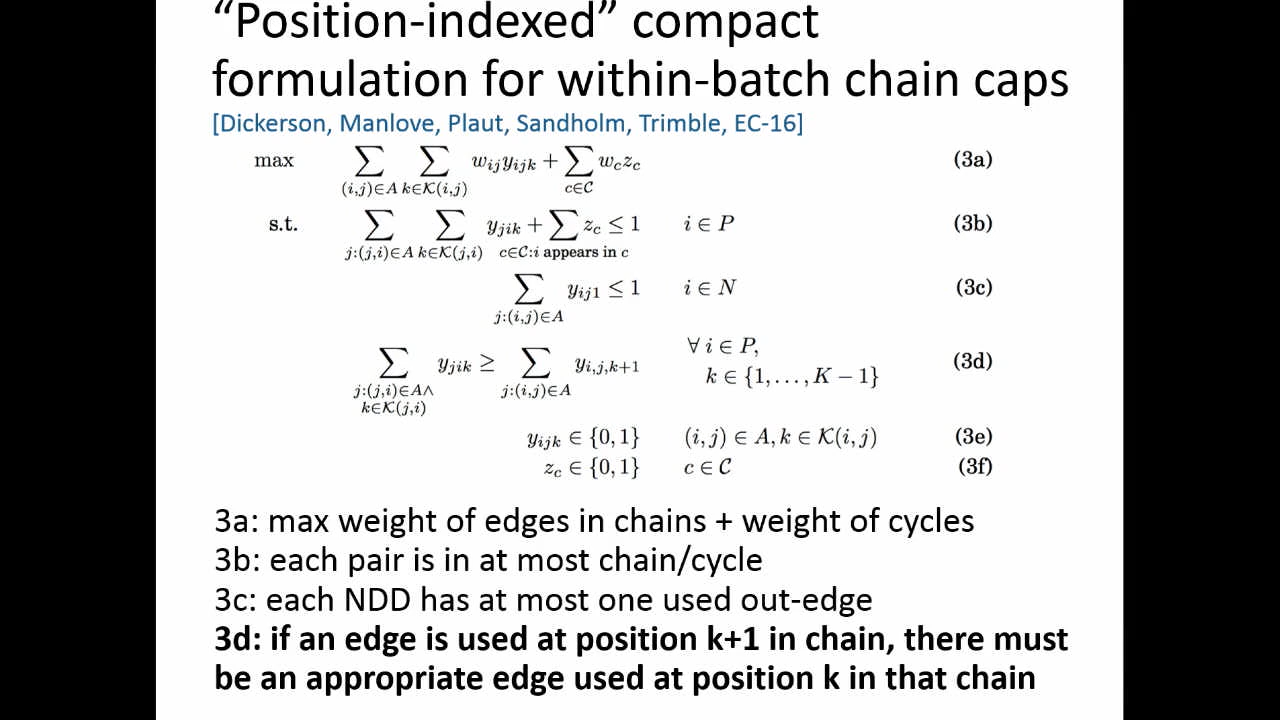 “Position-indexed” compact
formulation for within-batch chain caps
[Dickerson, Manlove, Plaut, Sandholm, Trimble, EC-16]
max ∑_{(i,j)∈A} ∑_{k∈𝒦(i,j)} w_{ij}y_{ijk} + ∑_{c∈𝒞} w_c z_c (3a)
s.t. ∑_{j:(j,i)∈A} ∑_{k∈𝒦(j,i)} y_{jik} + ∑_{c∈𝒞:i appears in c} z_c ≤ 1 i ∈ P (3b)
∑_{j:(i,j)∈A} y_{ij1} ≤ 1 i ∈ N (3c)
∑_{j:(j,i)∈A∧ k∈𝒦(j,i)} y_{jik} ≥ ∑_{j:(i,j)∈A} y_{i,j,k+1} ∀ i ∈ P, k ∈ {1, . . . , K − 1} (3d)
y_{ijk} ∈ {0, 1} (i, j) ∈ A, k ∈ 𝒦(i, j) (3e)
z_c ∈ {0, 1} c ∈ 𝒞 (3f)
3a: max weight of edges in chains + weight of cycles
3b: each pair is in at most chain/cycle
3c: each NDD has at most one used out-edge
3d: if an edge is used at position k+1 in chain, there must
be an appropriate edge used at position k in that chain